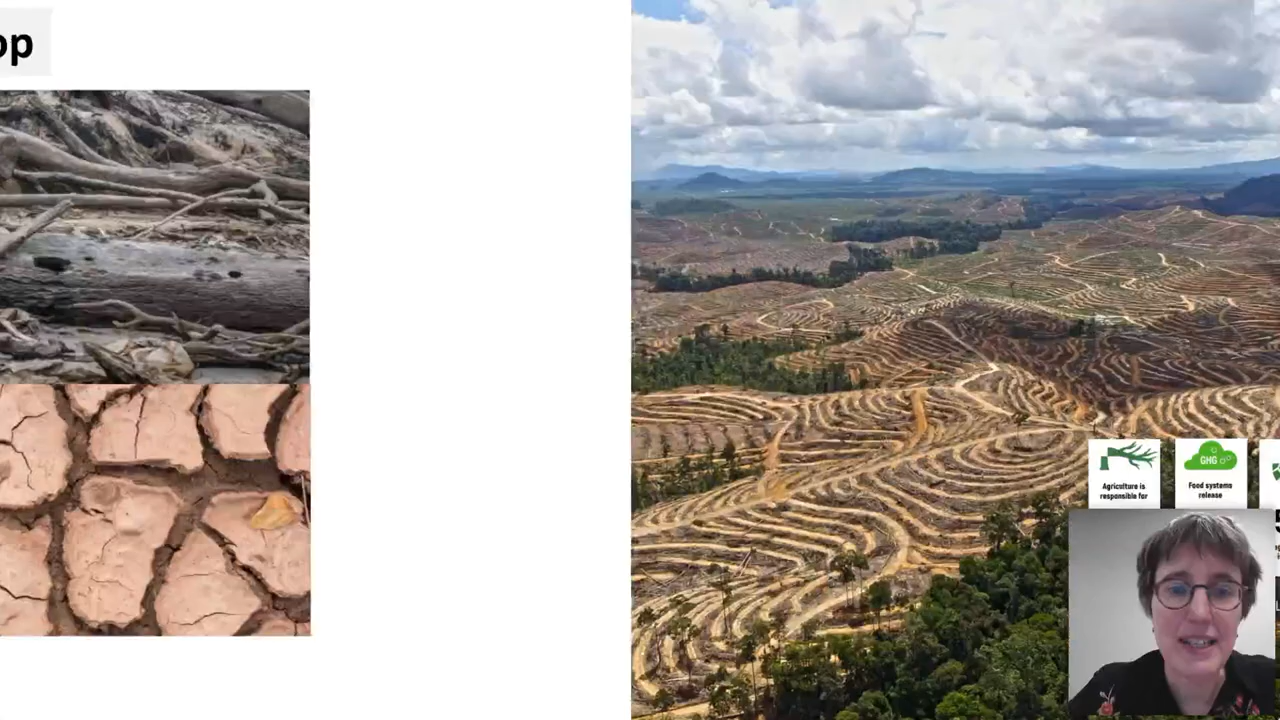 op
GHG
Agriculture is
responsible for
Food systems
release